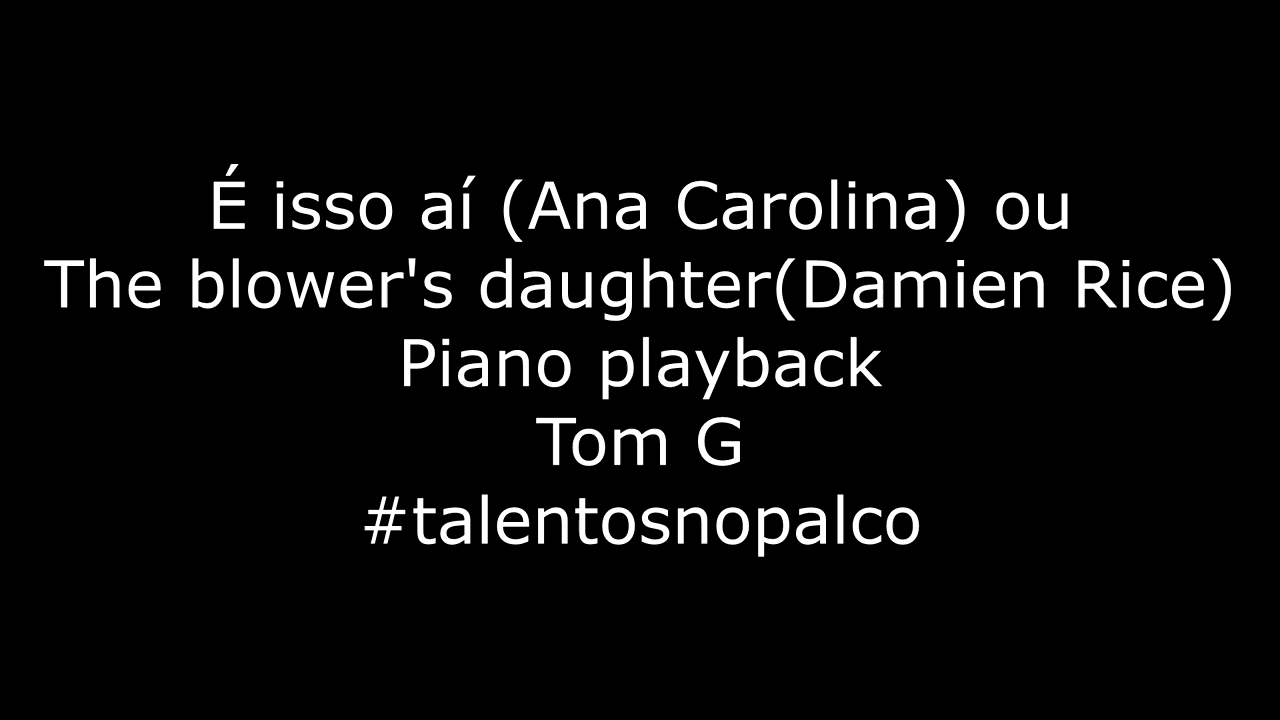 É isso aí (Ana Carolina) ou
The blower's daughter(Damien Rice)
Piano playback
Tom G
#talentosnopalco